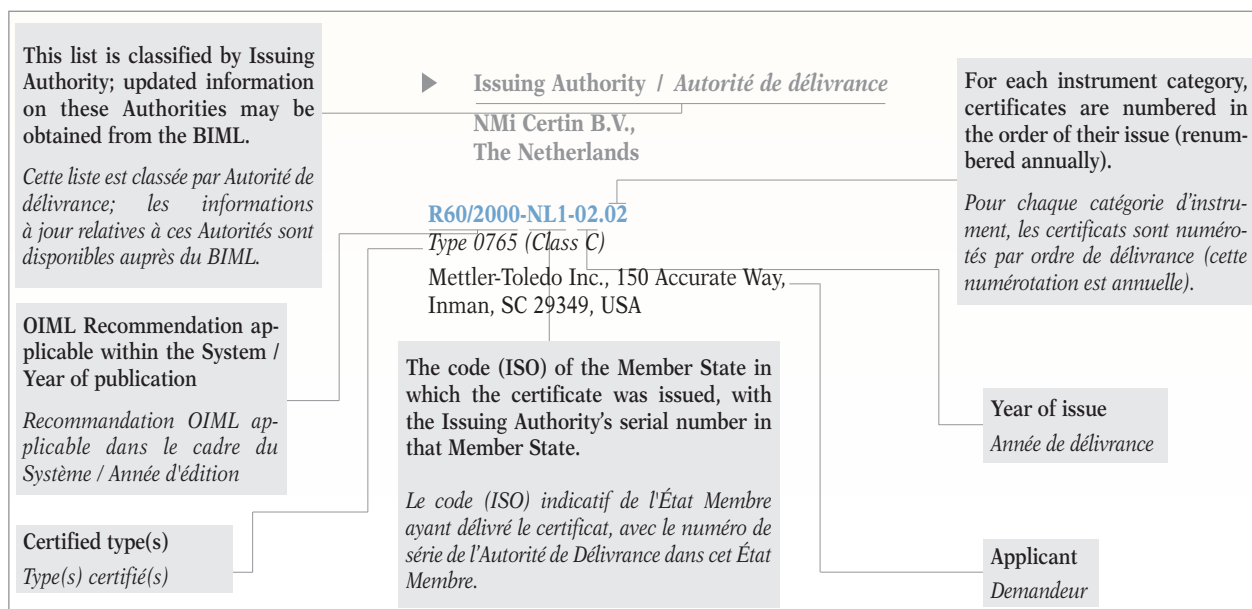 This list is classified by Issuing
Authority; updated information
on these Authorities may be
obtained from the BIML.
Cette liste est classée par Autorité de
délivrance; les informations
à jour relatives à ces Autorités sont
disponibles auprès du BIML.
OIML Recommendation ap-
plicable within the System /
Year of publication
Recommandation OIML ap-
plicable dans le cadre du
Système / Année d'édition
Certified type(s)
Type(s) certifié(s)
Issuing Authority / Autorité de délivrance
NMi Certin B.V.,
The Netherlands
R60/2000-NL1-02.02
Type 0765 (Class C)
Mettler-Toledo Inc., 150 Accurate Way,
Inman, SC 29349, USA
The code (ISO) of the Member State in
which the certificate was issued, with
the Issuing Authority's serial number in
that Member State.
Le code (ISO) indicatif de l'État Membre
ayant délivré le certificat, avec le numéro de
série de l'Autorité de Délivrance dans cet État
Membre.
For each instrument category,
certificates are numbered in
the order of their issue (renum-
bered annually).
Pour chaque catégorie d'instru-
ment, les certificats sont numéro-
tés par ordre de délivrance (cette
numérotation est annuelle).
Year of issue
Année de délivrance
Applicant
Demandeur